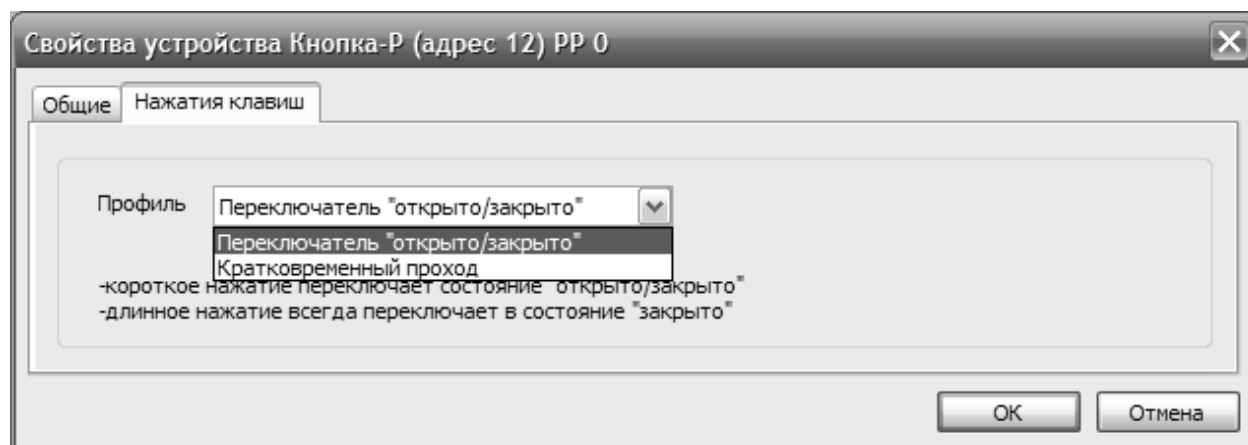 Свойства устройства Кнопка-Р (адрес 12) РР 0
Общие Нажатия клавиш
Профиль Переключатель "открыто/закрыто"
Переключатель "открыто/закрыто"
Кратковременный проход
-короткое нажатие переключает состояние "открыто/закрыто"
-длинное нажатие всегда переключает в состояние "закрыто"
OK Отмена